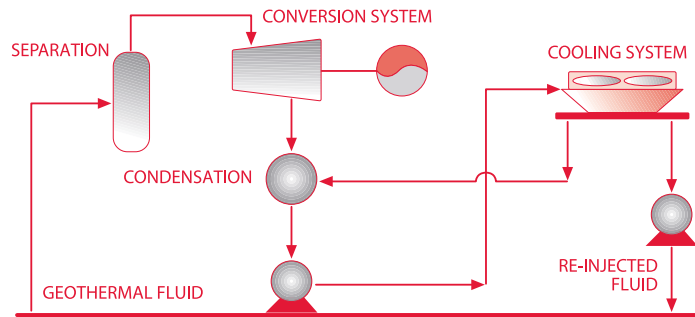 CONVERSION SYSTEM
SEPARATION
COOLING SYSTEM
CONDENSATION
GEOTHERMAL FLUID
RE-INJECTED
FLUID